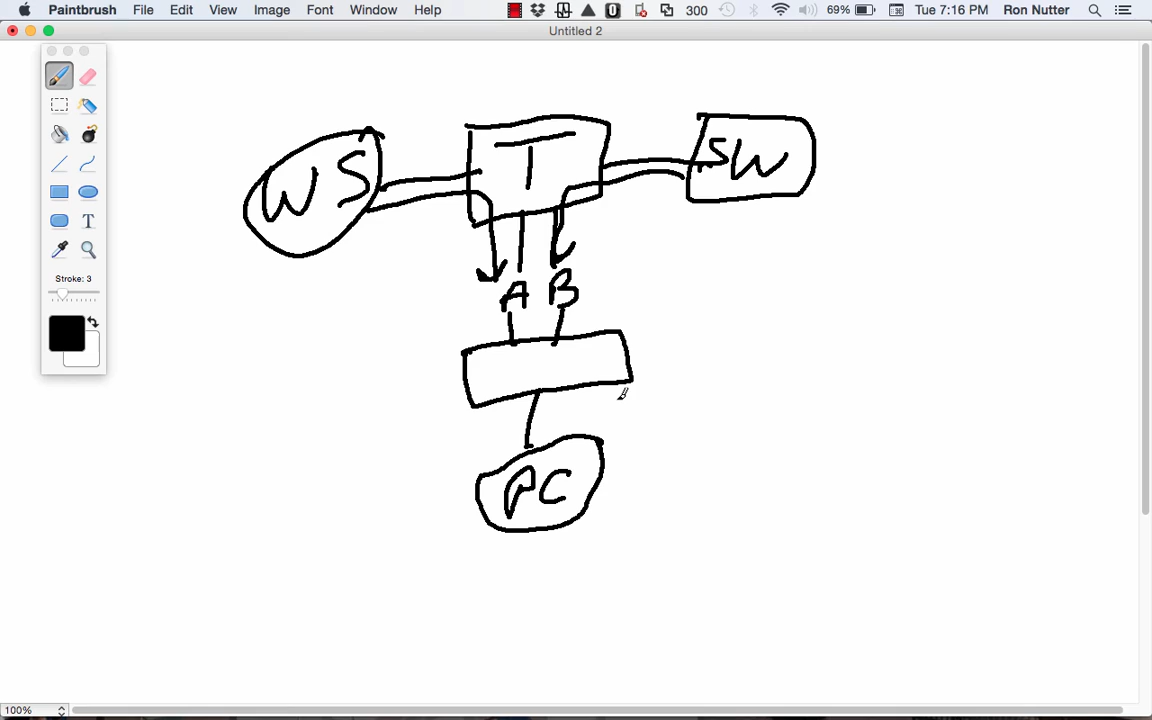 Paintbrush File Edit View Image Font Window Help 300 69% Tue 7:16 PM Ron Nutter
Untitled 2
T
WS T SW
Stroke: 3
A B
PC
100%